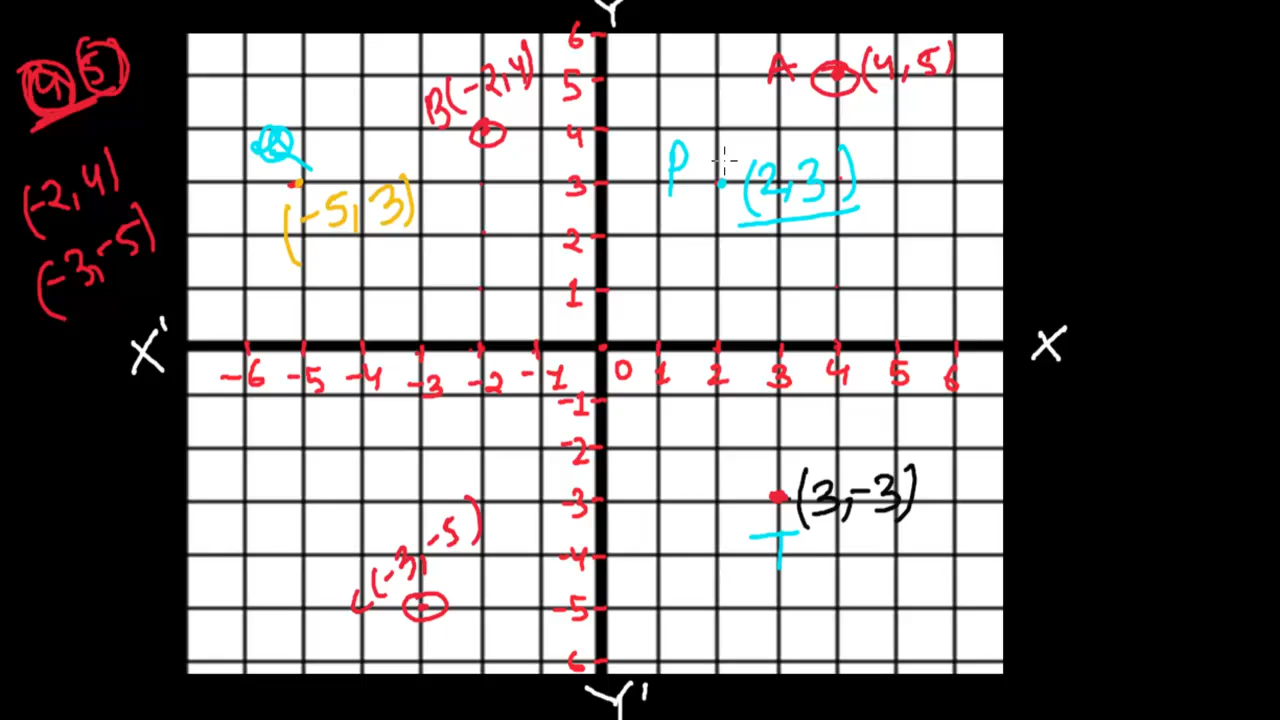 Y
6
(4,5)
A (4,5)
5
B(-2,4)
4
Q
P (2,3)
3
(-5,3)
(-2,4)
2
(-3,-5)
1
X'
X
-6 -5 -4 -3 -2 -1 0 1 2 3 4 5 6
-1
-2
-3
(3,-3)
T
-4
C(-3,-5)
-5
6
Y'